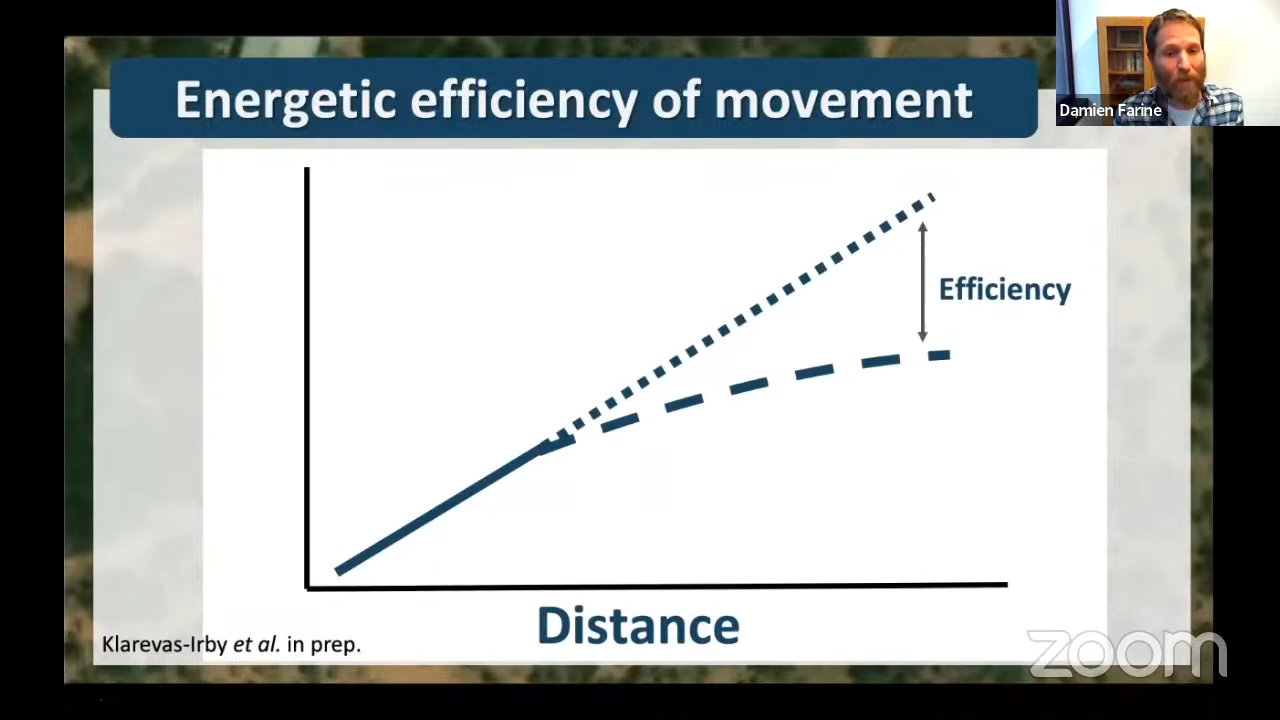 Energetic efficiency of movement
Damien Farine
Efficiency
Distance
Klarevas-Irby et al. in prep.
zoom